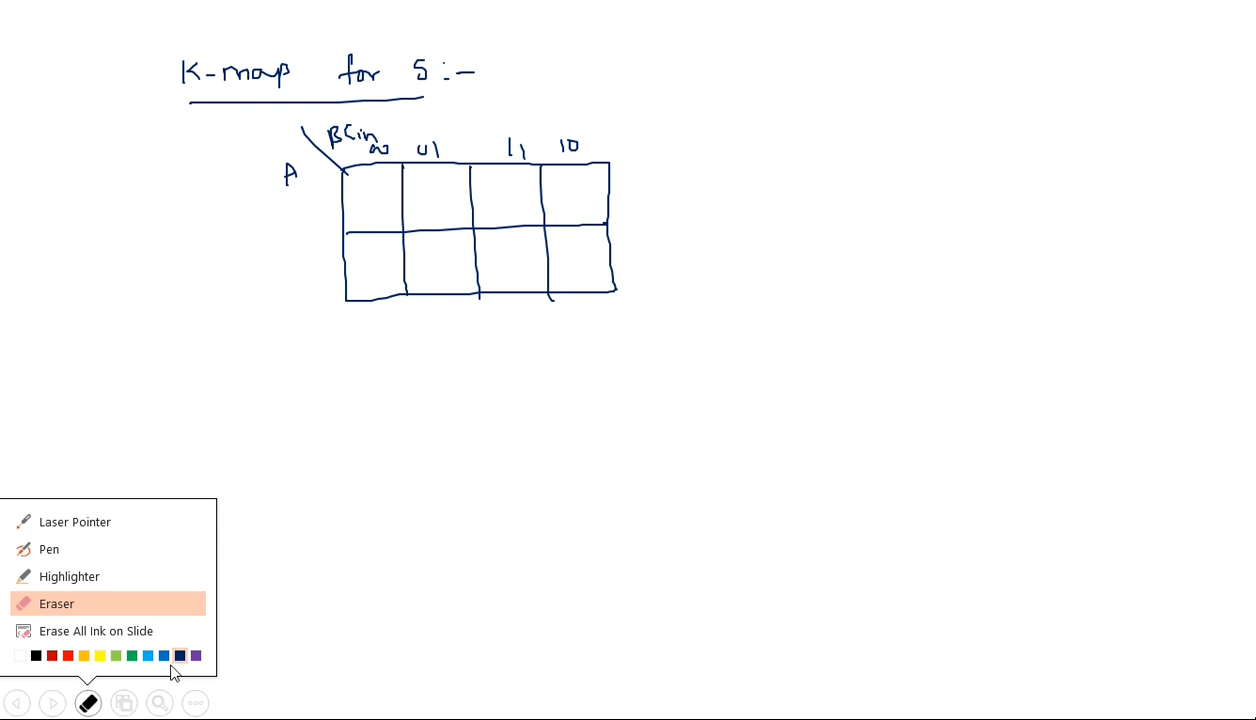 K-map for S :-
BCin
00 01 11 10
A
Laser Pointer
Pen
Highlighter
Eraser
Erase All Ink on Slide